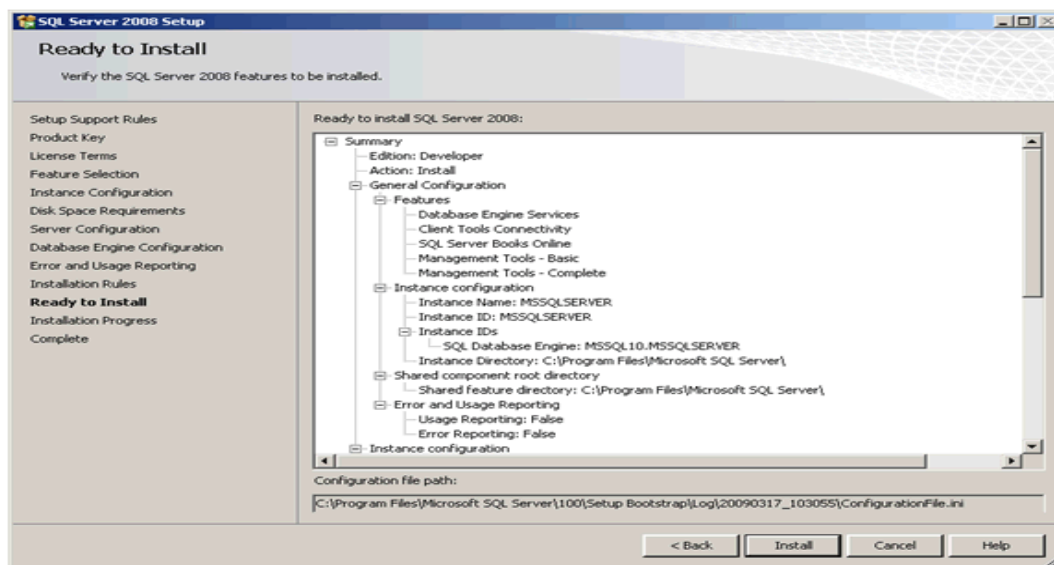 SQL Server 2008 Setup
Ready to Install
Verify the SQL Server 2008 features to be installed.
Setup Support Rules
Product Key
License Terms
Feature Selection
Instance Configuration
Disk Space Requirements
Server Configuration
Database Engine Configuration
Error and Usage Reporting
Installation Rules
Ready to Install
Installation Progress
Complete
Ready to install SQL Server 2008:
Summary
Edition: Developer
Action: Install
General Configuration
Features
Database Engine Services
Client Tools Connectivity
SQL Server Books Online
Management Tools - Basic
Management Tools - Complete
Instance configuration
Instance Name: MSSQLSERVER
Instance ID: MSSQLSERVER
Instance IDs
SQL Database Engine: MSSQL10.MSSQLSERVER
Instance Directory: C:\Program Files\Microsoft SQL Server\
Shared component root directory
Shared feature directory: C:\Program Files\Microsoft SQL Server\
Error and Usage Reporting
Usage Reporting: False
Error Reporting: False
Instance configuration
Configuration file path:
C:\Program Files\Microsoft SQL Server\100\Setup Bootstrap\Log\20090317_103055\ConfigurationFile.ini
< Back Install Cancel Help